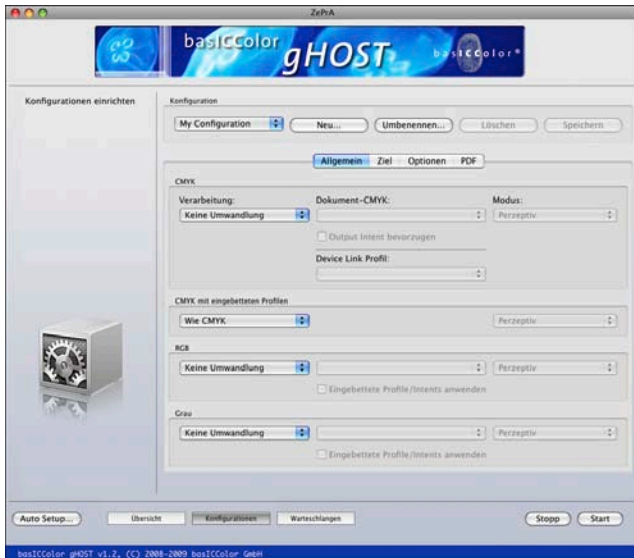 ZePrA
basICColor gHOST basICColor®
Konfigurationen einrichten
Konfiguration
My Configuration Neu... Umbenennen... Löschen Speichern
Allgemein Ziel Optionen PDF
CMYK
Verarbeitung: Dokument-CMYK: Modus:
Keine Umwandlung Perzeptiv
Output Intent bevorzugen
Device Link Profil:
CMYK mit eingebetteten Profilen
Wie CMYK Perzeptiv
RGB
Keine Umwandlung Perzeptiv
Eingebettete Profile/Intents anwenden
Grau
Keine Umwandlung Perzeptiv
Eingebettete Profile/Intents anwenden
Auto Setup... Übersicht Konfigurationen Warteschlangen Stopp Start
basICColor gHOST v1.2, (C) 2008-2009 basICColor GmbH